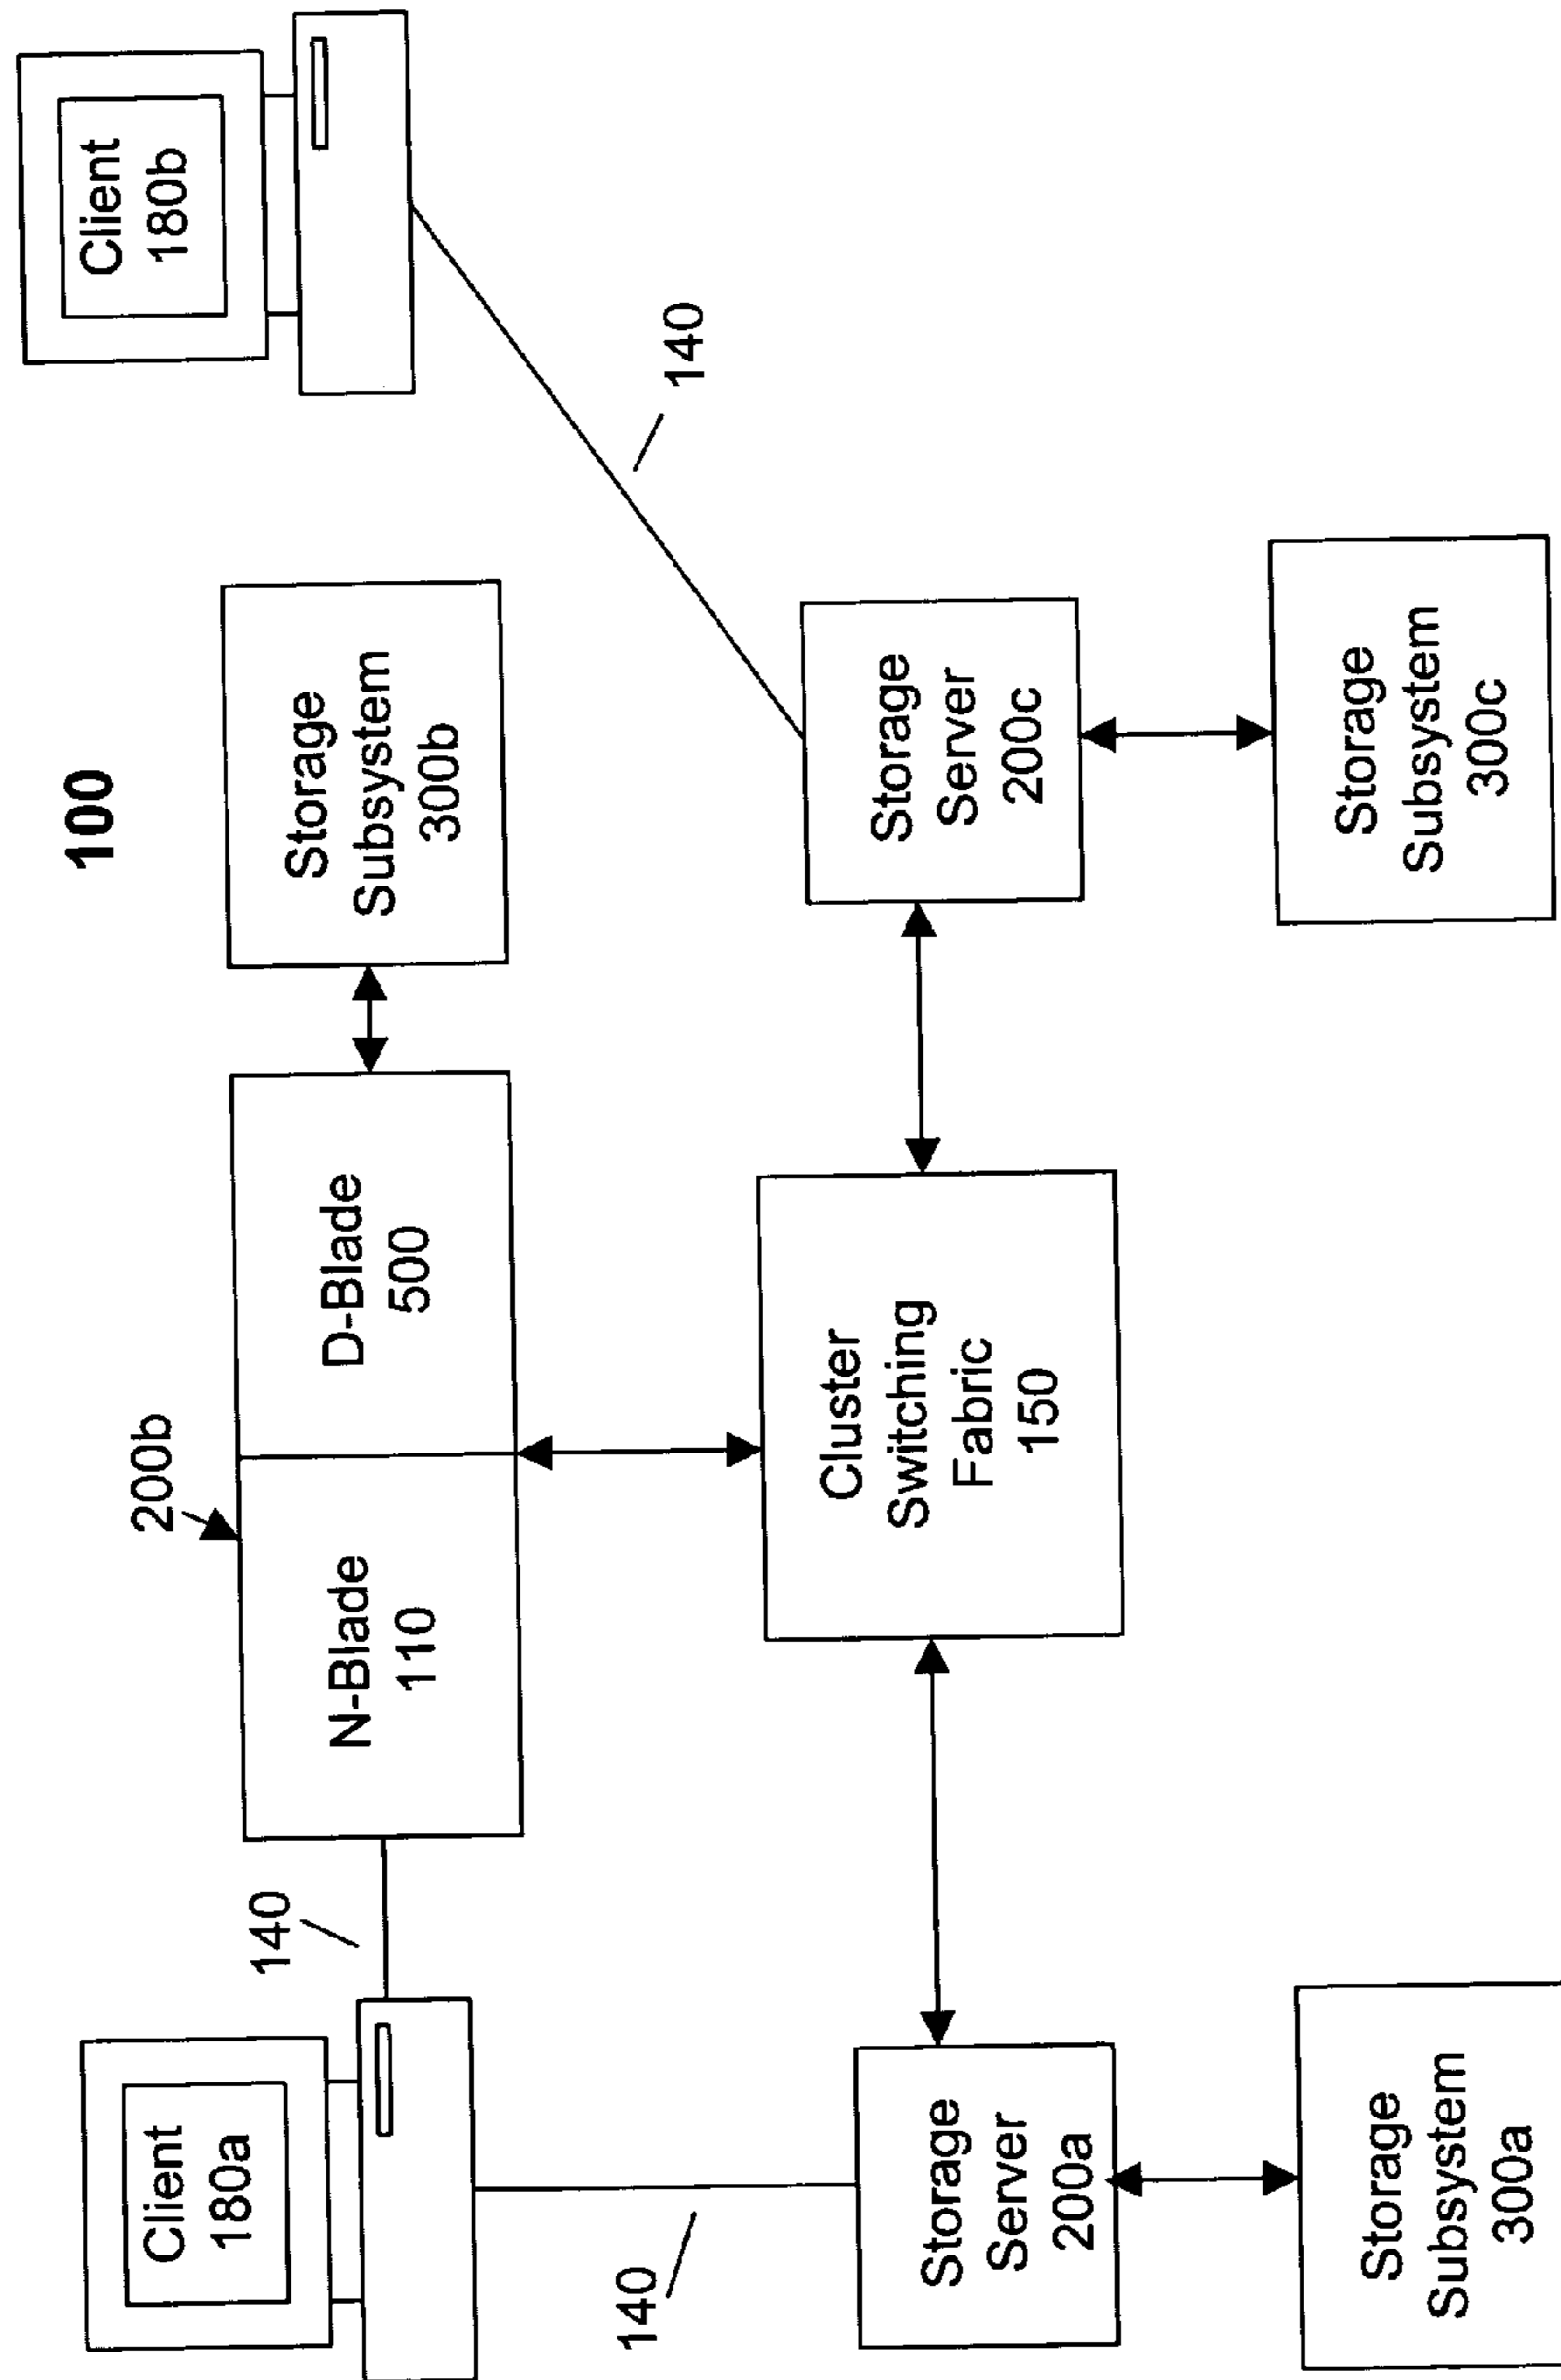 100
Client
180a
140
200b
N-Blade
110
D-Blade
500
Storage
Subsystem
300b
Client
180b
140
140
Cluster
Switching
Fabric
150
Storage
Server
200a
Storage
Server
200c
Storage
Subsystem
300a
Storage
Subsystem
300c